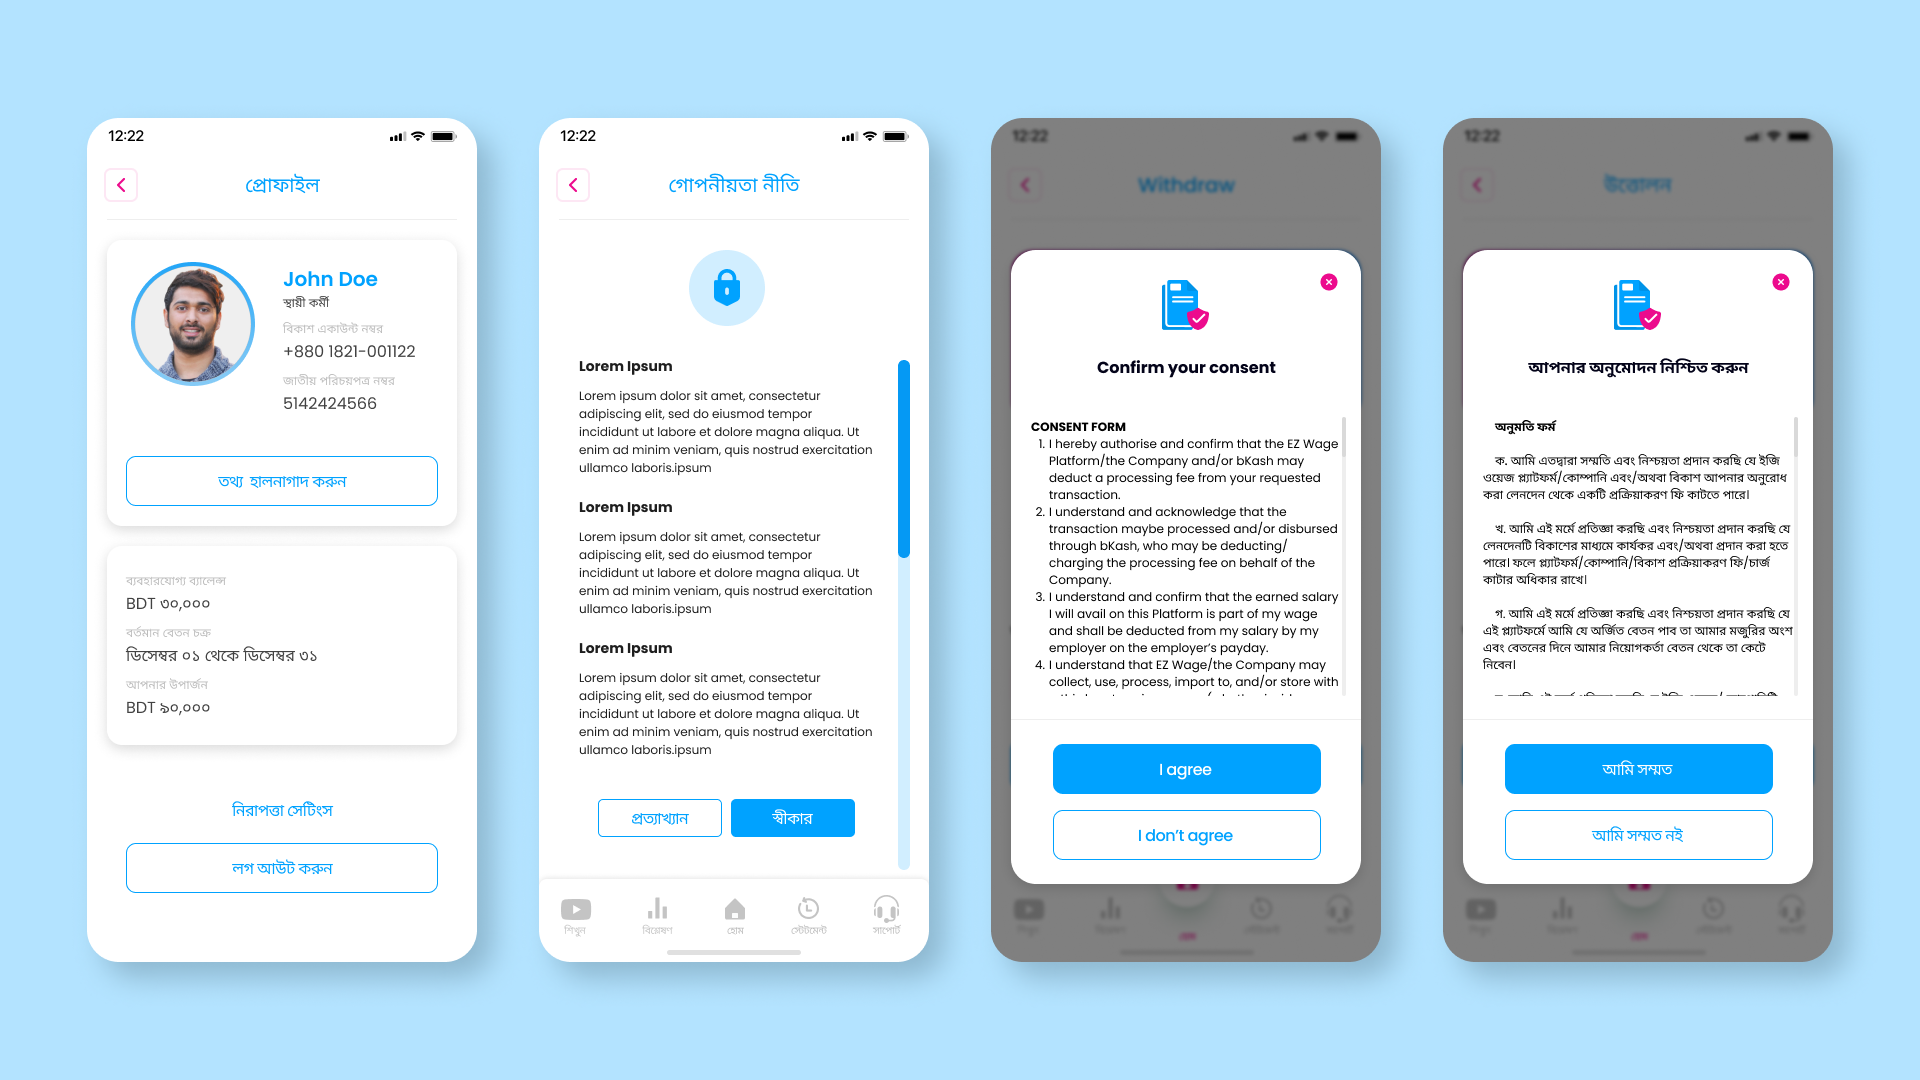 12:22
প্রোফাইল
John Doe
স্থায়ী কর্মী
বিকাশ একাউন্ট নম্বর
+880 1821-001122
জাতীয় পরিচয়পত্র নম্বর
5142424566
তথ্য হালনাগাদ করুন
ব্যবহারযোগ্য ব্যালেন্স
BDT ৩০,০০০
বর্তমান বেতন চক্র
ডিসেম্বর ০১ থেকে ডিসেম্বর ৩১
আপনার উপার্জন
BDT ৯০,০০০
নিরাপত্তা সেটিংস
লগ আউট করুন
12:22
গোপনীয়তা নীতি
Lorem Ipsum
Lorem ipsum dolor sit amet, consectetur
adipiscing elit, sed do eiusmod tempor
incididunt ut labore et dolore magna aliqua. Ut
enim ad minim veniam, quis nostrud exercitation
ullamco laboris.ipsum
Lorem Ipsum
Lorem ipsum dolor sit amet, consectetur
adipiscing elit, sed do eiusmod tempor
incididunt ut labore et dolore magna aliqua. Ut
enim ad minim veniam, quis nostrud exercitation
ullamco laboris.ipsum
Lorem Ipsum
Lorem ipsum dolor sit amet, consectetur
adipiscing elit, sed do eiusmod tempor
incididunt ut labore et dolore magna aliqua. Ut
enim ad minim veniam, quis nostrud exercitation
ullamco laboris.ipsum
প্রত্যাখ্যান স্বীকার
শিখুন বিশ্লেষণ হোম স্টেটমেন্ট সাপোর্ট
12:22
Withdraw
Confirm your consent
CONSENT FORM
1. I hereby authorise and confirm that the EZ Wage
Platform/the Company and/or bKash may
deduct a processing fee from your requested
transaction.
2. I understand and acknowledge that the
transaction maybe processed and/or disbursed
through bKash, who may be deducting/
charging the processing fee on behalf of the
Company.
3. I understand and confirm that the earned salary
I will avail on this Platform is part of my wage
and shall be deducted from my salary by my
employer on the employer's payday.
4. I understand that EZ Wage/the Company may
collect, use, process, import to, and/or store with
I agree
I don't agree
12:22
উত্তোলন
আপনার অনুমোদন নিশ্চিত করুন
অনুমতি ফর্ম
ক. আমি এতদ্বারা সম্মতি এবং নিশ্চয়তা প্রদান করছি যে ইজি
ওয়েজ প্ল্যাটফর্ম/কোম্পানি এবং/অথবা বিকাশ আপনার অনুরোধ
করা লেনদেন থেকে একটি প্রক্রিয়াকরণ ফি কাটতে পারে।
খ. আমি এই মর্মে প্রতিজ্ঞা করছি এবং নিশ্চয়তা প্রদান করছি যে
লেনদেনটি বিকাশের মাধ্যমে কার্যকর এবং/অথবা প্রদান করা হতে
পারে। ফলে প্ল্যাটফর্ম/কোম্পানি/বিকাশ প্রক্রিয়াকরণ ফি/চার্জ
কাটার অধিকার রাখে।
গ. আমি এই মর্মে প্রতিজ্ঞা করছি এবং নিশ্চয়তা প্রদান করছি যে
এই প্ল্যাটফর্মে আমি যে অর্জিত বেতন পাব তা আমার মজুরির অংশ
এবং বেতনের দিনে আমার নিয়োগকর্তা বেতন থেকে তা কেটে
নিবেন।
আমি সম্মত
আমি সম্মত নই